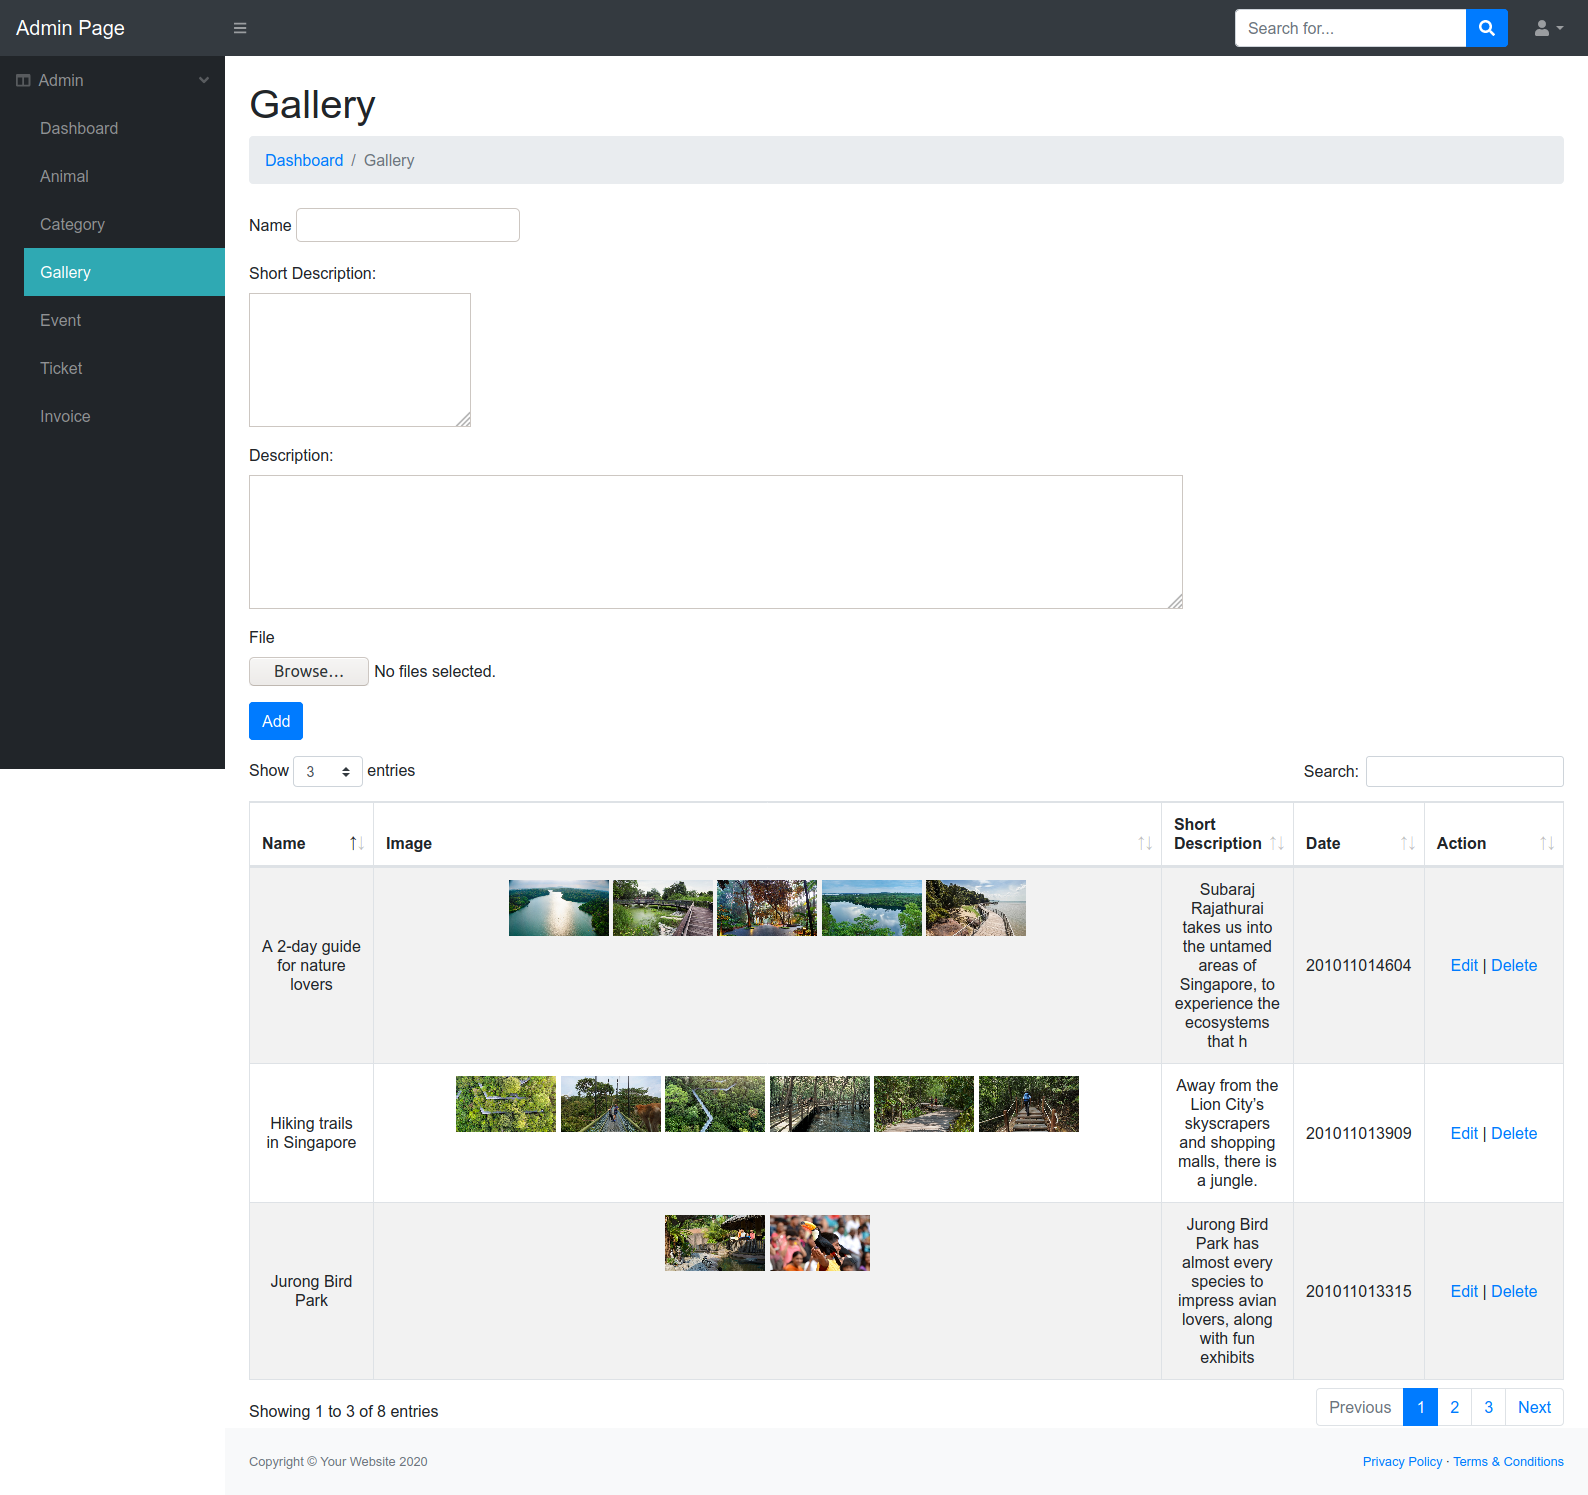 Admin Page
Search for...
Admin
Dashboard
Animal
Category
Gallery
Event
Ticket
Invoice
Gallery
Dashboard / Gallery
Name
Short Description:
Description:
File
Browse... No files selected.
Add
Show 3 entries
Search:
Name
Image
Short
Description
Date
Action
A 2-day guide
for nature
lovers
Subaraj
Rajathurai
takes us into
the untamed
areas of
Singapore, to
experience the
ecosystems
that h
201011014604
Edit | Delete
Hiking trails
in Singapore
Away from the
Lion City’s
skyscrapers
and shopping
malls, there is
a jungle.
201011013909
Edit | Delete
Jurong Bird
Park
Jurong Bird
Park has
almost every
species to
impress avian
lovers, along
with fun
exhibits
201011013315
Edit | Delete
Showing 1 to 3 of 8 entries
Previous 1 2 3 Next
Copyright © Your Website 2020
Privacy Policy · Terms & Conditions